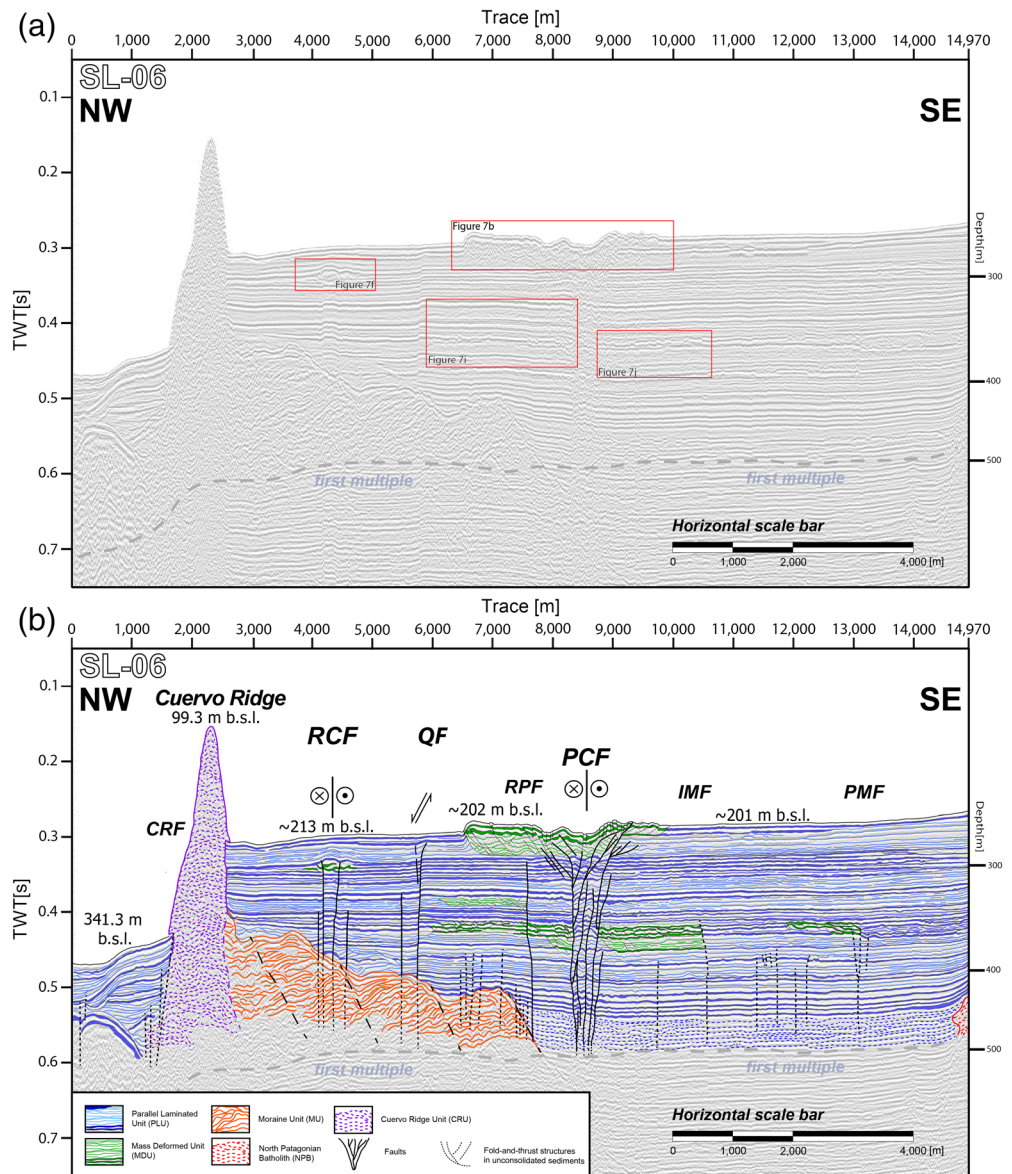 (a)
Trace [m]
0 1,000 2,000 3,000 4,000 5,000 6,000 7,000 8,000 9,000 10,000 11,000 12,000 13,000 14,970
SL-06
NW
SE
0.1
0.2
0.3
0.4
0.5
0.6
0.7
TWT[s]
Depth[m]
300
400
500
Figure 7b
Figure 7f
Figure 7i
Figure 7j
first multiple
first multiple
Horizontal scale bar
0 1,000 2,000 4,000 [m]
(b)
Trace [m]
0 1,000 2,000 3,000 4,000 5,000 6,000 7,000 8,000 9,000 10,000 11,000 12,000 13,000 14,970
SL-06
NW
SE
Cuervo Ridge
99.3 m b.s.l.
RCF
QF
PCF
RPF
IMF
PMF
CRF
~213 m b.s.l.
~202 m b.s.l.
~201 m b.s.l.
341.3 m
b.s.l.
0.1
0.2
0.3
0.4
0.5
0.6
0.7
TWT[s]
Depth[m]
300
400
500
first multiple
first multiple
Horizontal scale bar
0 1,000 2,000 4,000 [m]
Parallel Laminated
Unit (PLU)
Moraine Unit (MU)
Cuervo Ridge Unit (CRU)
Mass Deformed Unit
(MDU)
North Patagonian
Batholith (NPB)
Faults
Fold-and-thrust structures
in unconsolidated sediments